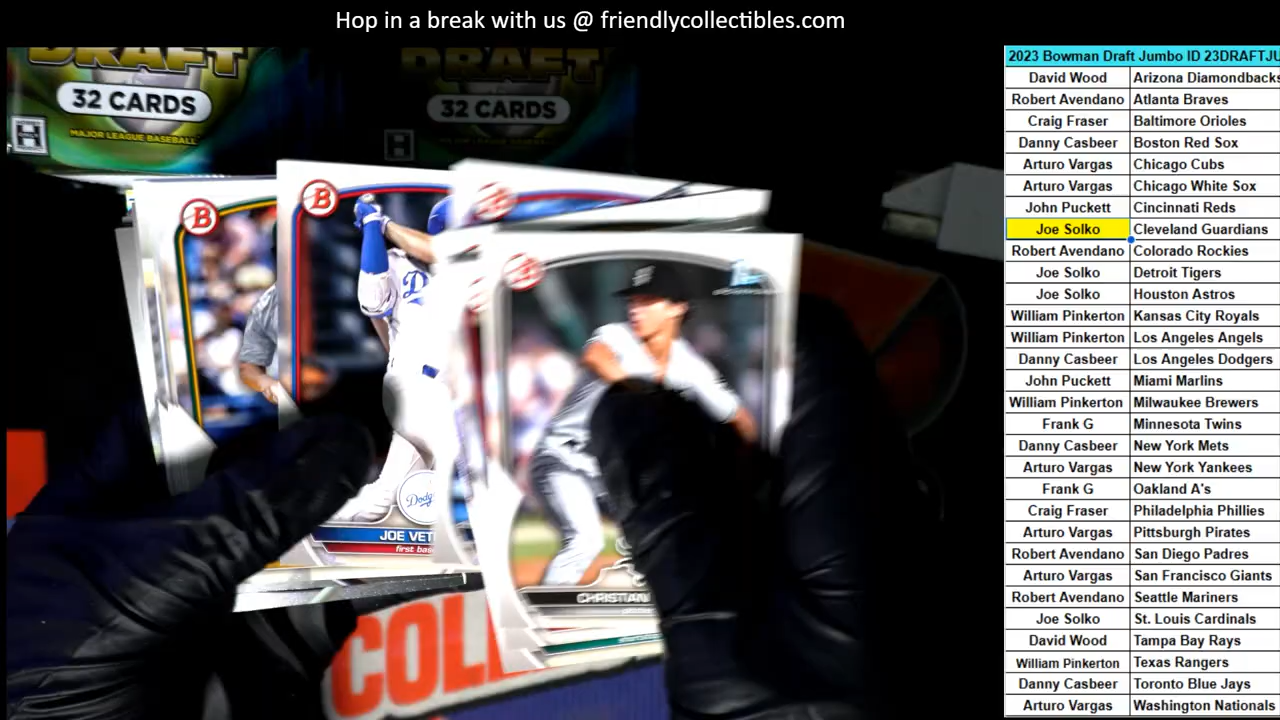 Hop in a break with us @ friendlycollectibles.com
DRAFT
32 CARDS
MAJOR LEAGUE BASEBALL
DRAFT
32 CARDS
B
B
Dodg
JOE VET
first bas
CHRISTIAN
COLL
2023 Bowman Draft Jumbo ID 23DRAFTJU
David Wood Arizona Diamondbacks
Robert Avendano Atlanta Braves
Craig Fraser Baltimore Orioles
Danny Casbeer Boston Red Sox
Arturo Vargas Chicago Cubs
Arturo Vargas Chicago White Sox
John Puckett Cincinnati Reds
Joe Solko Cleveland Guardians
Robert Avendano Colorado Rockies
Joe Solko Detroit Tigers
Joe Solko Houston Astros
William Pinkerton Kansas City Royals
William Pinkerton Los Angeles Angels
Danny Casbeer Los Angeles Dodgers
John Puckett Miami Marlins
William Pinkerton Milwaukee Brewers
Frank G Minnesota Twins
Danny Casbeer New York Mets
Arturo Vargas New York Yankees
Frank G Oakland A's
Craig Fraser Philadelphia Phillies
Arturo Vargas Pittsburgh Pirates
Robert Avendano San Diego Padres
Arturo Vargas San Francisco Giants
Robert Avendano Seattle Mariners
Joe Solko St. Louis Cardinals
David Wood Tampa Bay Rays
William Pinkerton Texas Rangers
Danny Casbeer Toronto Blue Jays
Arturo Vargas Washington Nationals